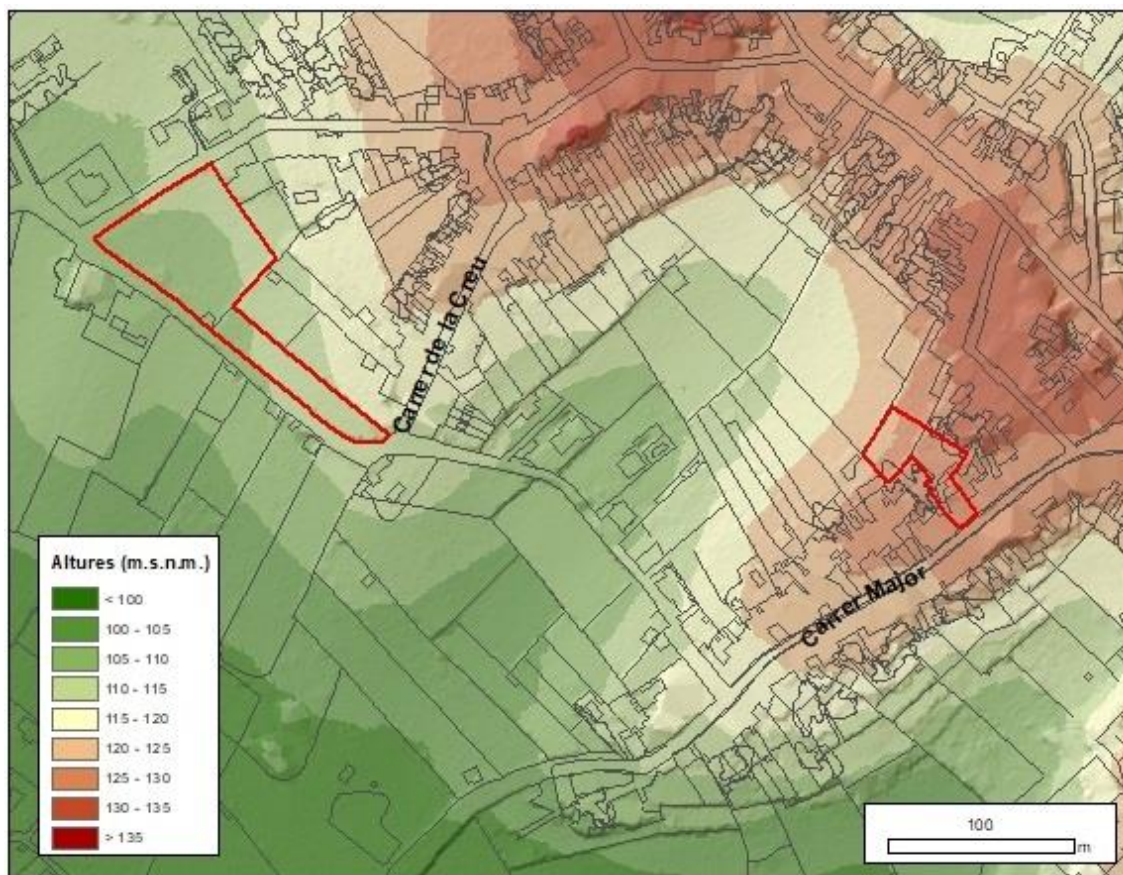 Carrer de la Creu
Carrer Major
Altures (m.s.n.m.)
< 100
100 - 105
105 - 110
110 - 115
115 - 120
120 - 125
125 - 130
130 - 135
> 135
100
m